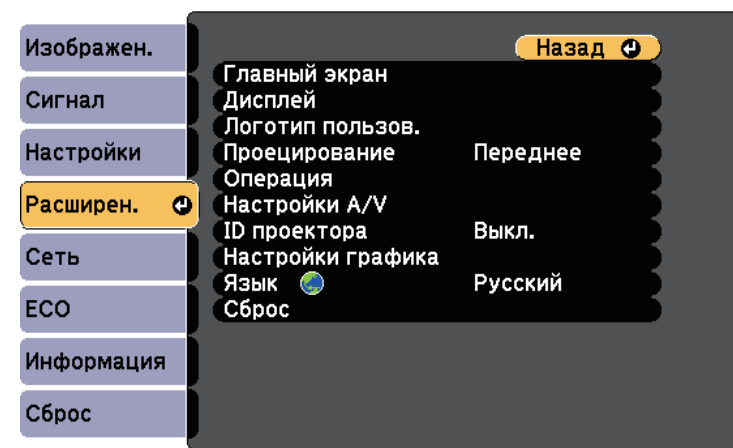 Изображен.
Сигнал
Настройки
Расширен.
Сеть
ECO
Информация
Сброс
Назад
Главный экран
Дисплей
Логотип пользов.
Проецирование Переднее
Операция
Настройки A/V
ID проектора Выкл.
Настройки графика
Язык Русский
Сброс